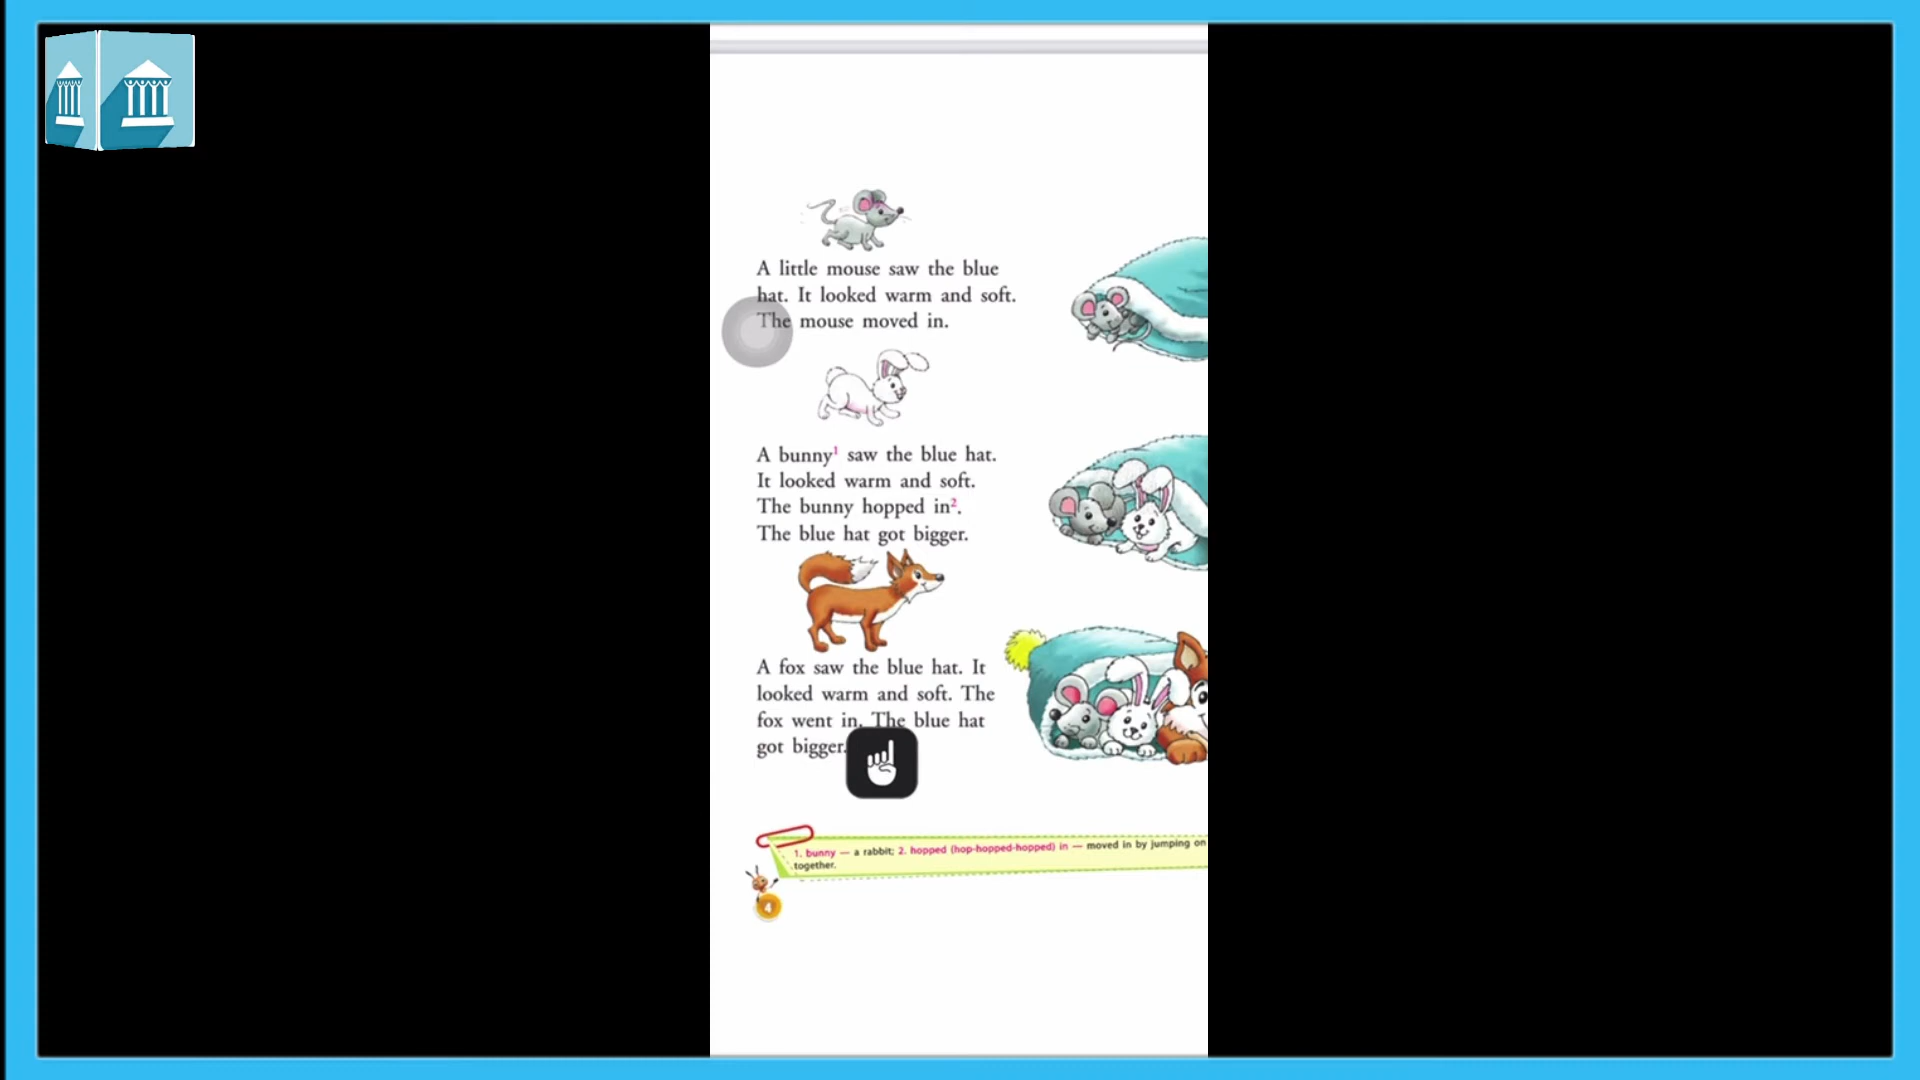 A little mouse saw the blue
hat. It looked warm and soft.
The mouse moved in.
A bunny¹ saw the blue hat.
It looked warm and soft.
The bunny hopped in².
The blue hat got bigger.
A fox saw the blue hat. It
looked warm and soft. The
fox went in. The blue hat
got bigger.
1. bunny — a rabbit; 2. hopped (hop-hopped-hopped) in — moved in by jumping on
together.
4